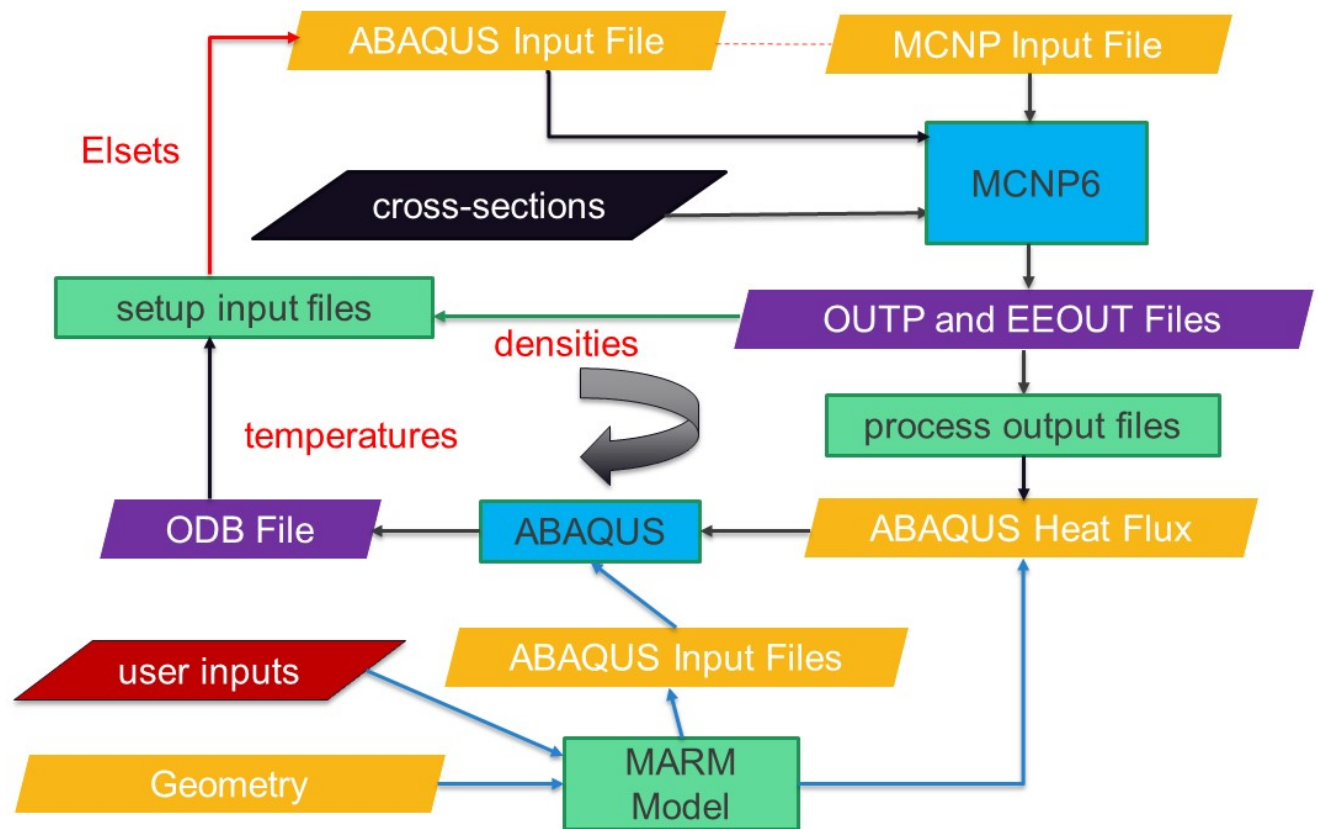 ABAQUS Input File
MCNP Input File
Elsets
MCNP6
cross-sections
setup input files
OUTP and EEOUT Files
densities
process output files
temperatures
ODB File
ABAQUS
ABAQUS Heat Flux
ABAQUS Input Files
user inputs
MARM
Model
Geometry